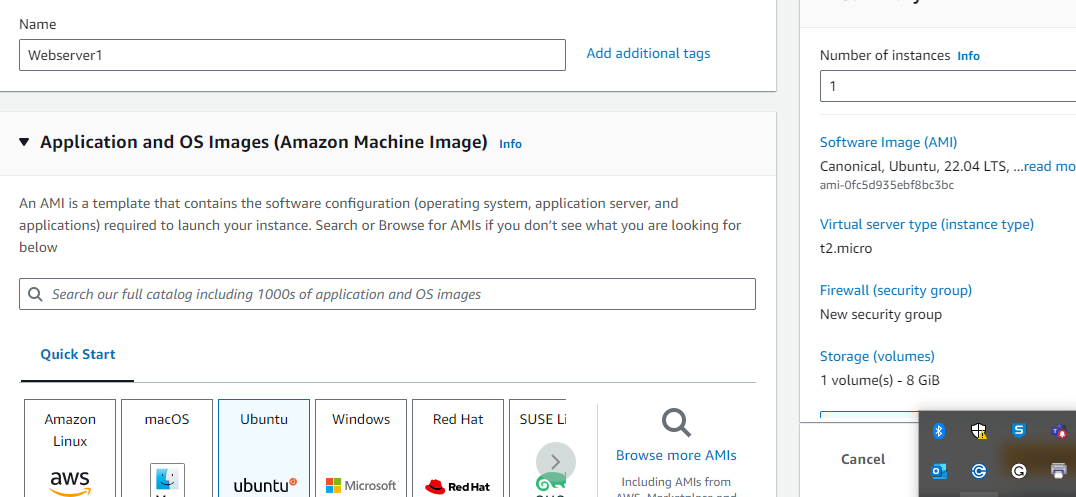 Name
Webserver1
Add additional tags
Application and OS Images (Amazon Machine Image) Info
An AMI is a template that contains the software configuration (operating system, application server, and
applications) required to launch your instance. Search or Browse for AMIs if you don't see what you are looking for
below
Search our full catalog including 1000s of application and OS images
Quick Start
Amazon
Linux
aws
macOS
Ubuntu
ubuntu
Windows
Microsoft
Red Hat
Red Hat
SUSE Li
Browse more AMIs
Including AMIs from
Number of instances Info
1
Software Image (AMI)
Canonical, Ubuntu, 22.04 LTS, ...read mo
ami-0fc5d935ebf8bc3bc
Virtual server type (instance type)
t2.micro
Firewall (security group)
New security group
Storage (volumes)
1 volume(s) - 8 GiB
Cancel